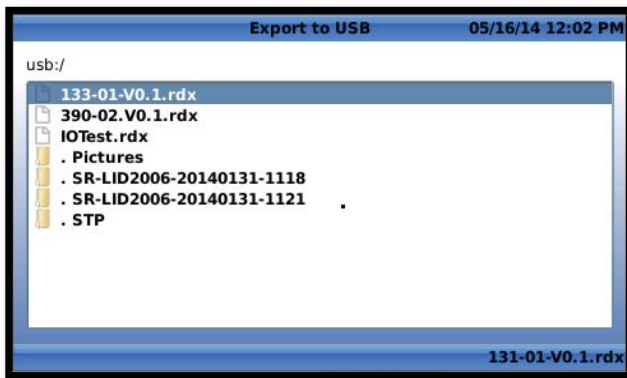 Export to USB 05/16/14 12:02 PM
usb:/
133-01-V0.1.rdx
390-02.V0.1.rdx
IOTest.rdx
. Pictures
. SR-LID2006-20140131-1118
. SR-LID2006-20140131-1121
. STP
131-01-V0.1.rdx